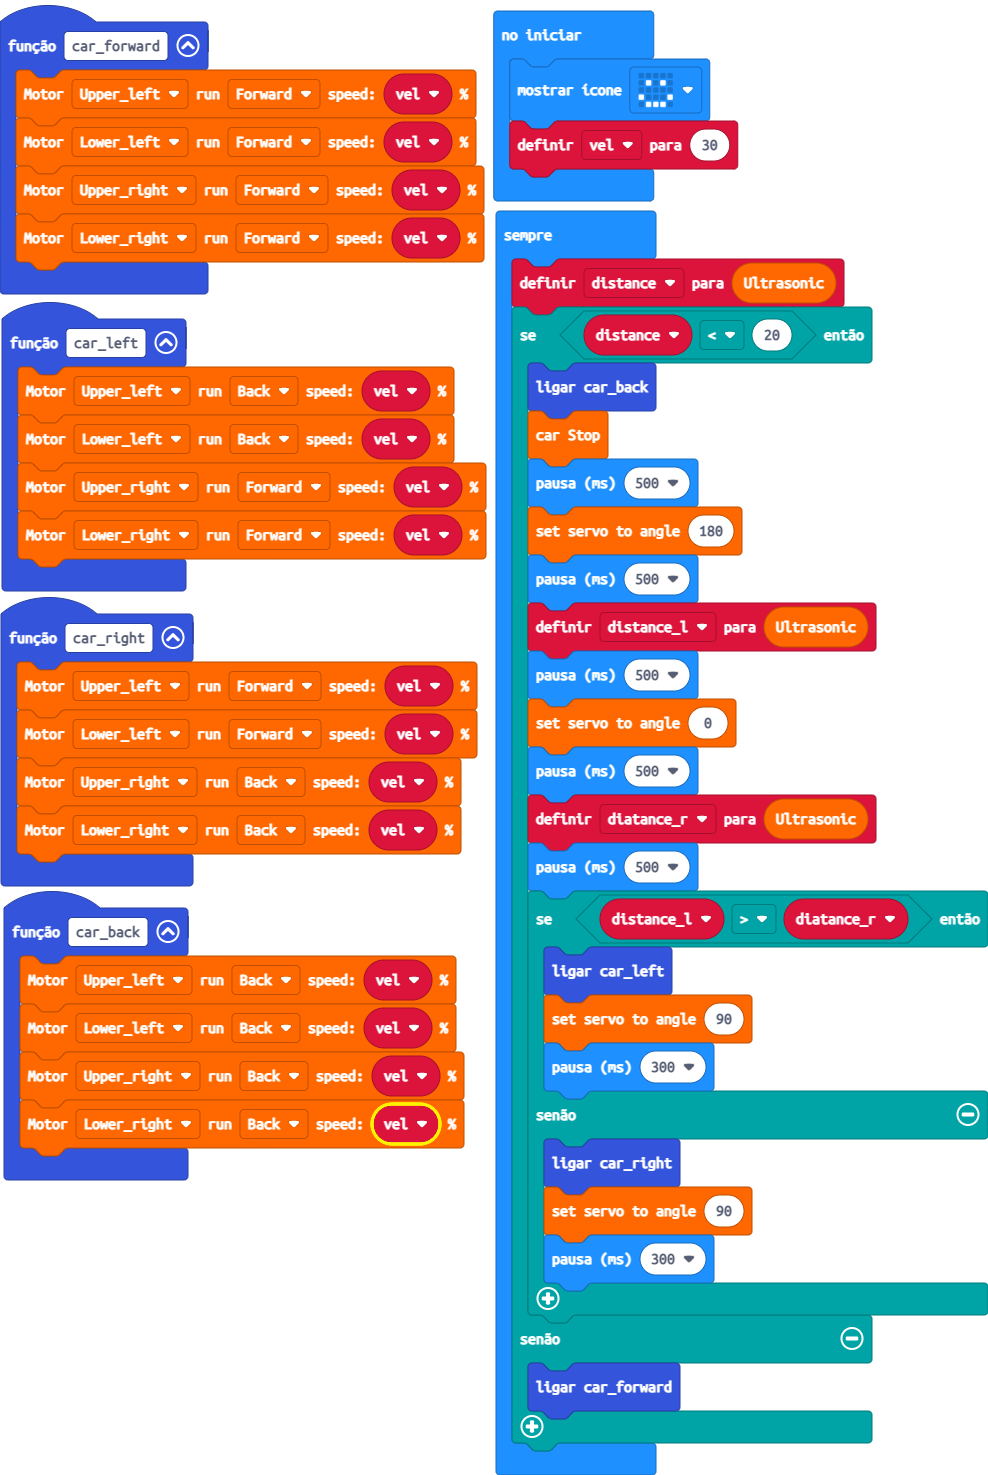 função car_forward
Motor Upper_left run Forward speed: vel %
Motor Lower_left run Forward speed: vel %
Motor Upper_right run Forward speed: vel %
Motor Lower_right run Forward speed: vel %
função car_left
Motor Upper_left run Back speed: vel %
Motor Lower_left run Back speed: vel %
Motor Upper_right run Forward speed: vel %
Motor Lower_right run Forward speed: vel %
função car_right
Motor Upper_left run Forward speed: vel %
Motor Lower_left run Forward speed: vel %
Motor Upper_right run Back speed: vel %
Motor Lower_right run Back speed: vel %
função car_back
Motor Upper_left run Back speed: vel %
Motor Lower_left run Back speed: vel %
Motor Upper_right run Back speed: vel %
Motor Lower_right run Back speed: vel %
no iniciar
mostrar ícone
definir vel para 30
sempre
definir distance para Ultrasonic
se distance < 20 então
ligar car_back
car Stop
pausa (ms) 500
set servo to angle 180
pausa (ms) 500
definir distance_l para Ultrasonic
pausa (ms) 500
set servo to angle 0
pausa (ms) 500
definir diatance_r para Ultrasonic
pausa (ms) 500
se distance_l > diatance_r então
ligar car_left
set servo to angle 90
pausa (ms) 300
senão
ligar car_right
set servo to angle 90
pausa (ms) 300
senão
ligar car_forward